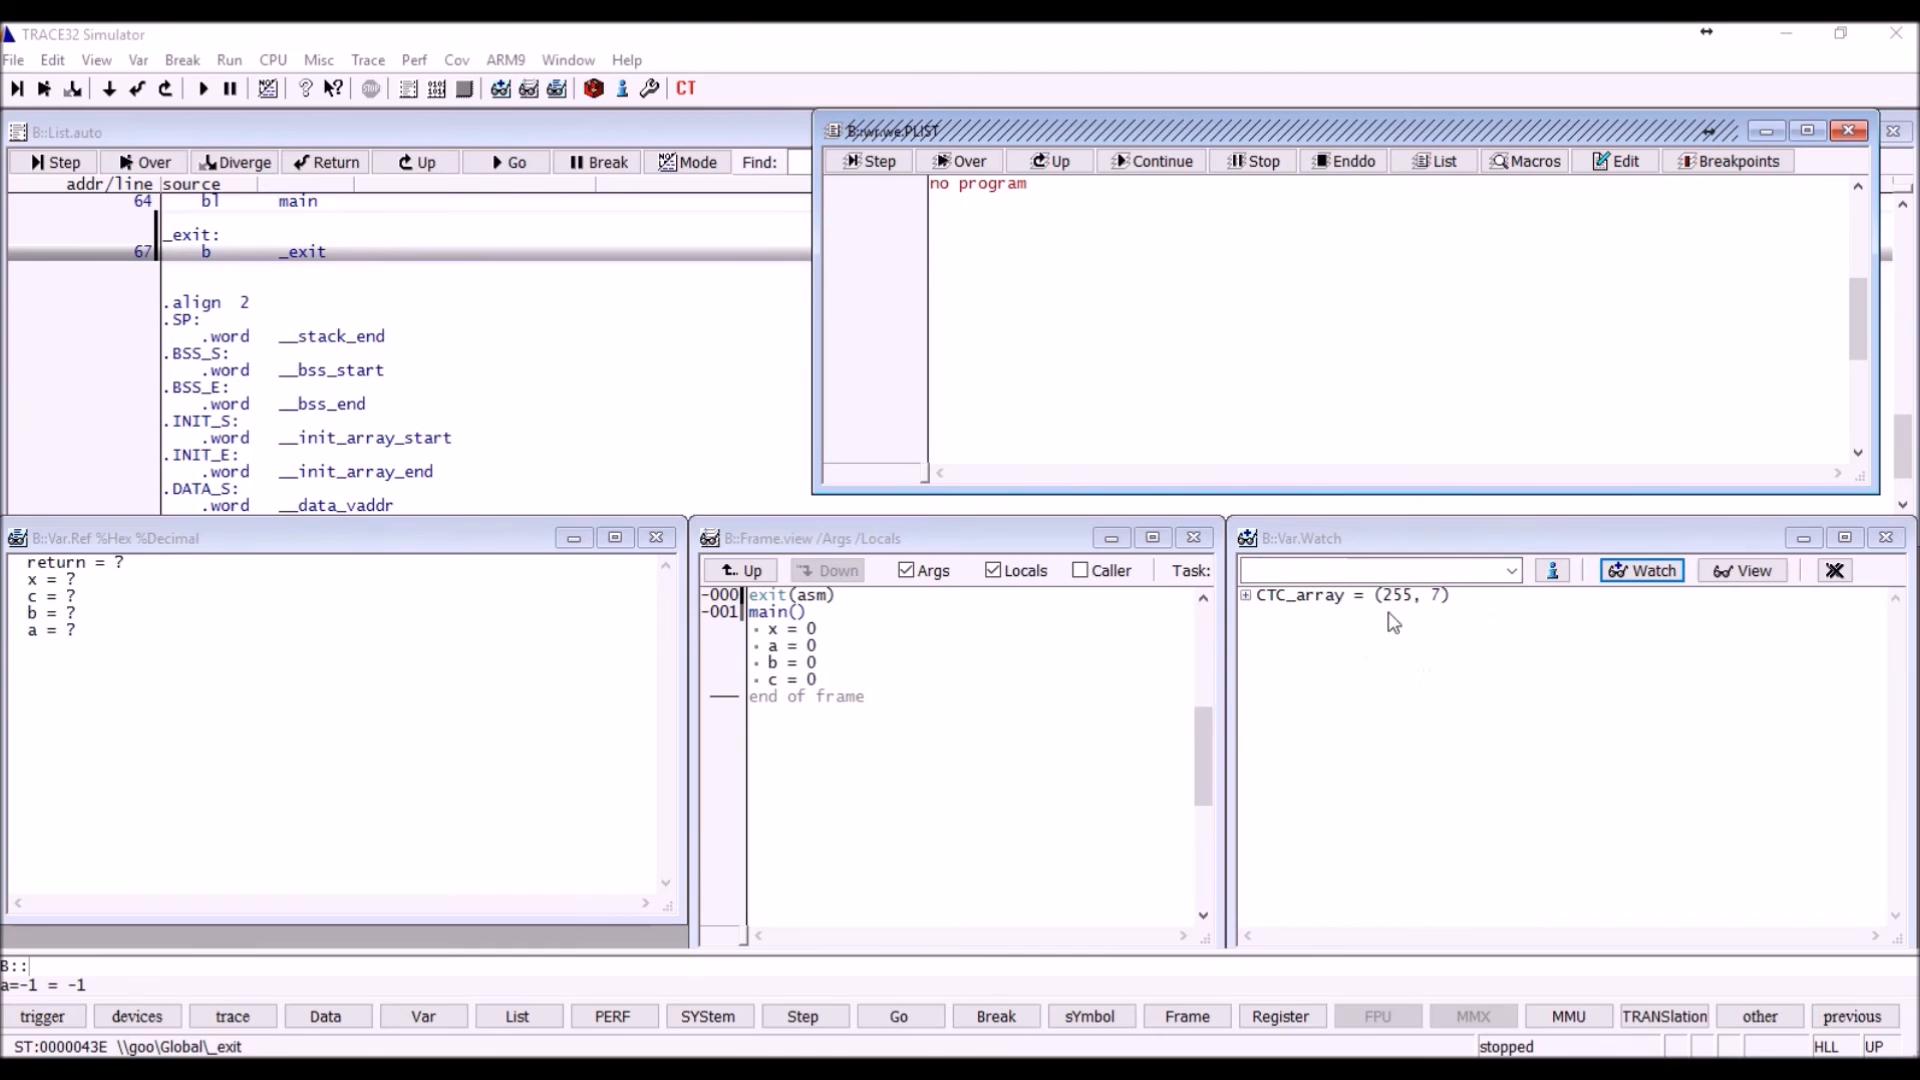 TRACE32 Simulator
File Edit View Var Break Run CPU Misc Trace Perf Cov ARM9 Window Help
CT
B::List.auto
Step Over Diverge Return Up Go Break Mode Find:
addr/line source
64 bl main
_exit:
67 b _exit
.align 2
.SP:
.word __stack_end
.BSS_S:
.word __bss_start
.BSS_E:
.word __bss_end
.INIT_S:
.word __init_array_start
.INIT_E:
.word __init_array_end
.DATA_S:
.word __data_vaddr
B::wr.we.PLIST
Step Over Up Continue Stop Enddo List Macros Edit Breakpoints
no program
B::Var.Ref %Hex %Decimal
return = ?
x = ?
c = ?
b = ?
a = ?
B::Frame.view /Args /Locals
Up Down Args Locals Caller Task:
-000 exit(asm)
-001 main()
x = 0
a = 0
b = 0
c = 0
end of frame
B::Var.Watch
Watch View
CTC_array = (255, 7)
B::
a=-1 = -1
trigger devices trace Data Var List PERF SYStem Step Go Break sYmbol Frame Register FPU MMX MMU TRANSlation other previous
ST:0000043E \\goo\Global\_exit stopped HLL UP